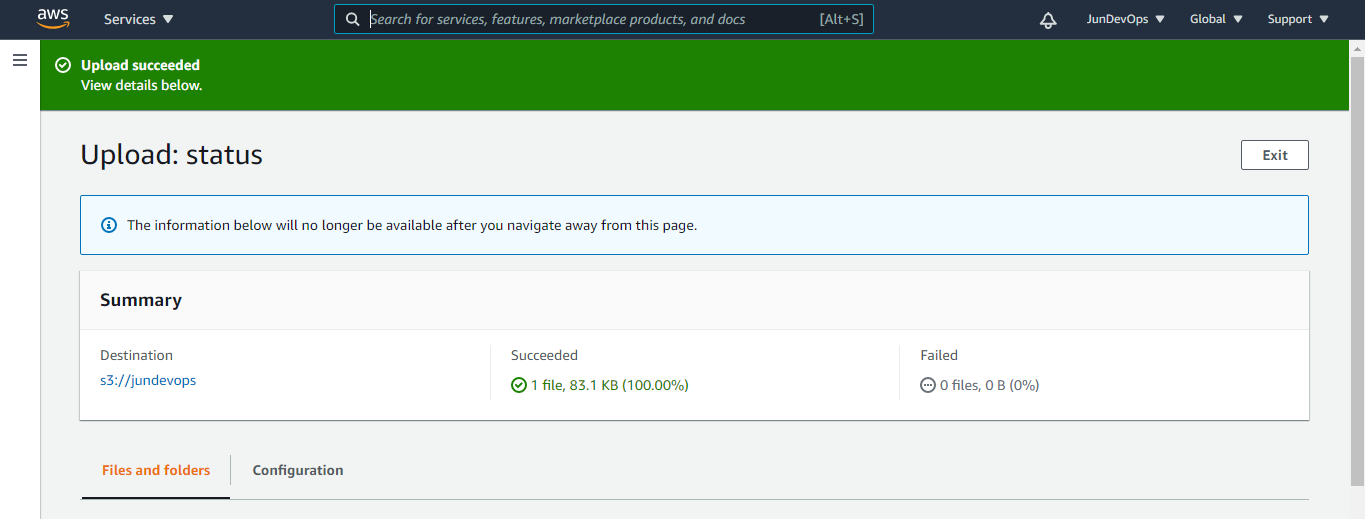 aws Services Search for services, features, marketplace products, and docs [Alt+S] JunDevOps Global Support
Upload succeeded
View details below.
Upload: status Exit
The information below will no longer be available after you navigate away from this page.
Summary
Destination Succeeded Failed
s3://jundevops 1 file, 83.1 KB (100.00%) 0 files, 0 B (0%)
Files and folders Configuration